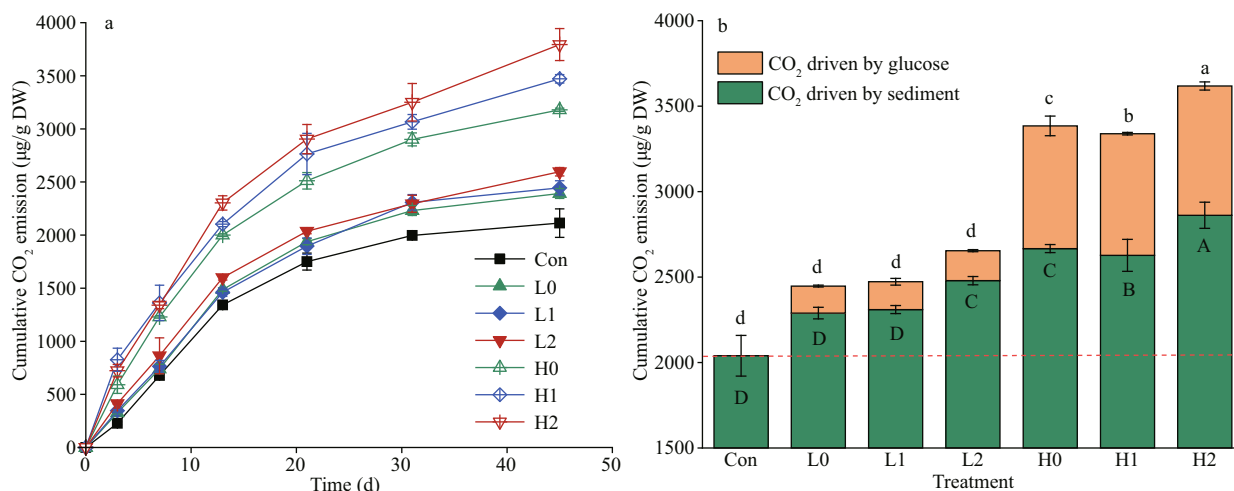 a
Cumulative CO₂ emission (μg/g DW)
4000
3500
3000
2500
2000
1500
1000
500
0
0
10
20
30
40
50
Time (d)
Con
L0
L1
L2
H0
H1
H2
b
Cumulative CO₂ emission (μg/g DW)
4000
3500
3000
2500
2000
1500
CO₂ driven by glucose
CO₂ driven by sediment
d
d
d
d
c
b
a
D
D
D
C
C
B
A
Con
L0
L1
L2
H0
H1
H2
Treatment